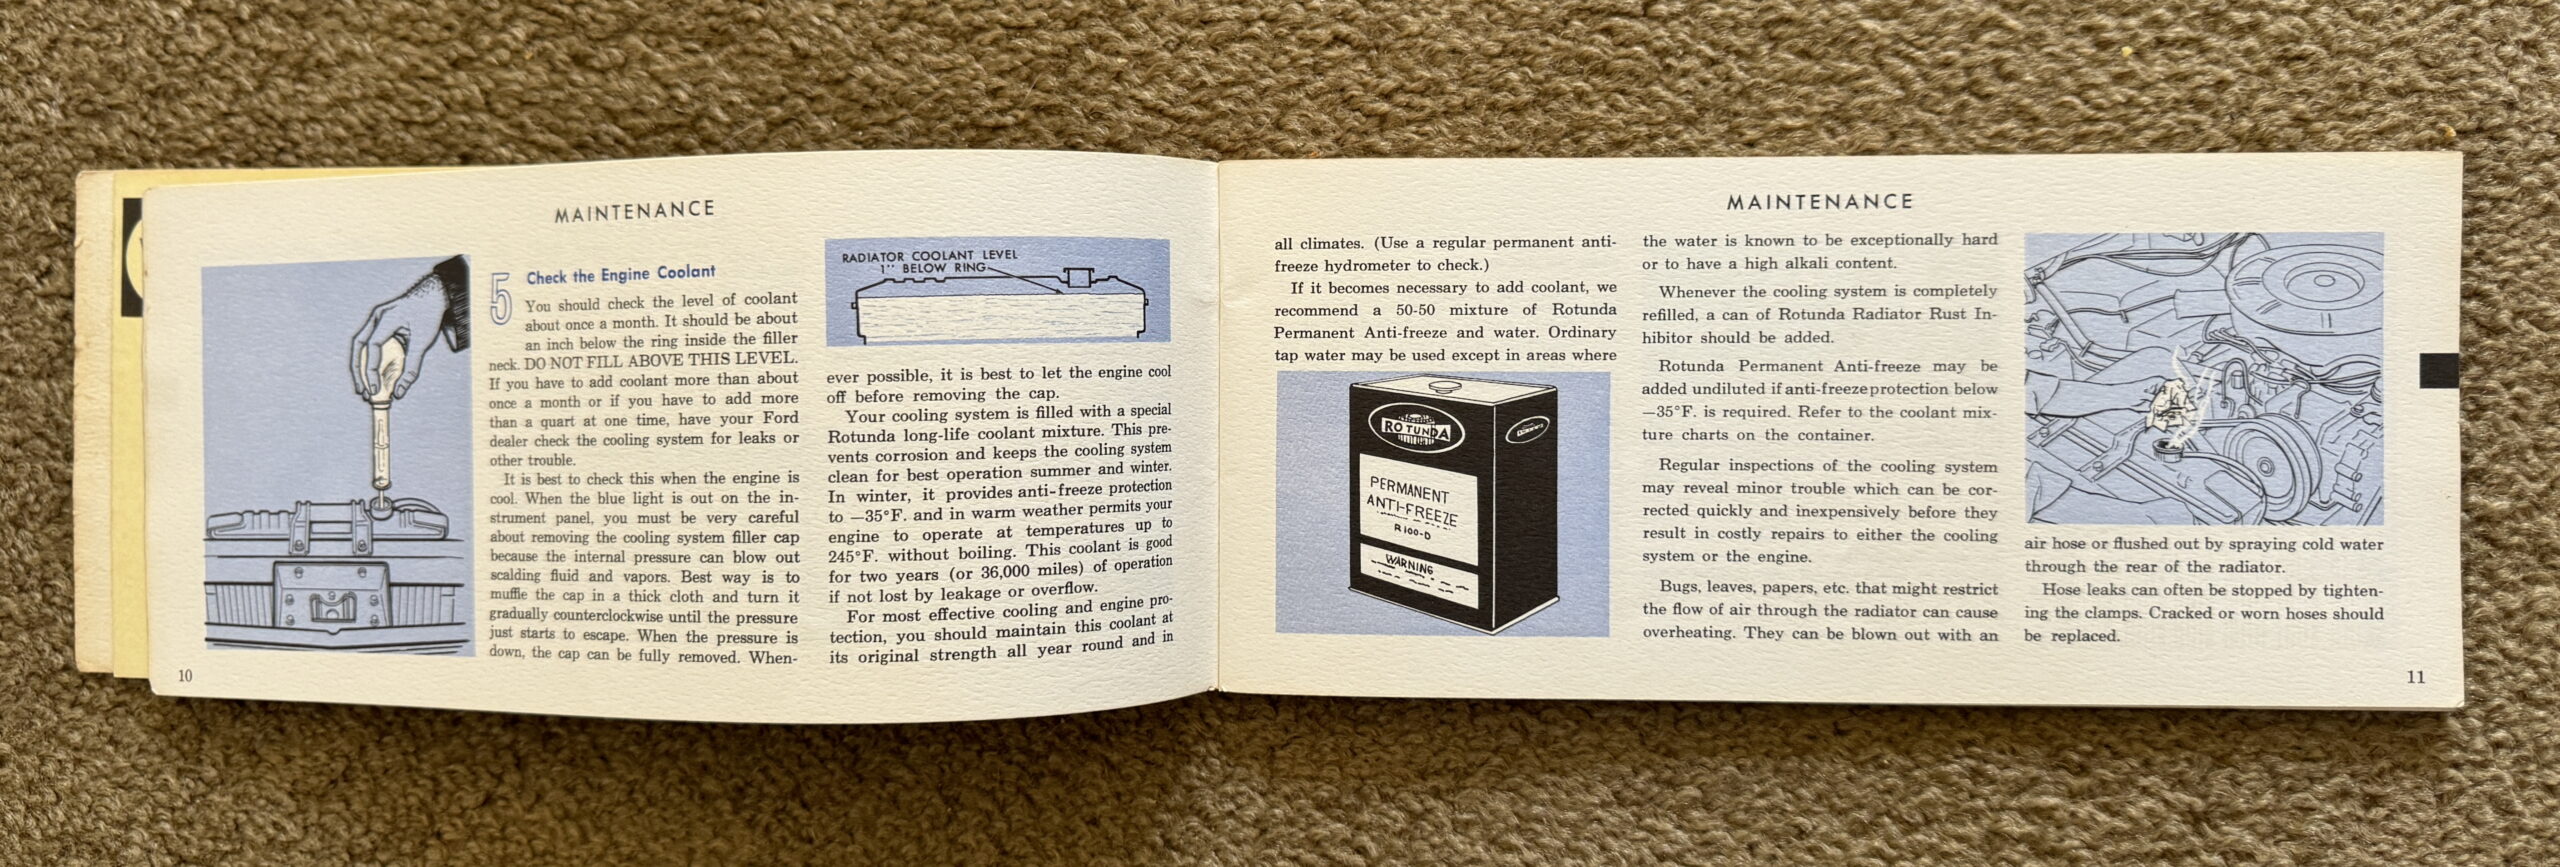 MAINTENANCE
5
Check the Engine Coolant
You should check the level of coolant
about once a month. It should be about
an inch below the ring inside the filler
neck. DO NOT FILL ABOVE THIS LEVEL.
If you have to add coolant more than about
once a month or if you have to add more
than a quart at one time, have your Ford
dealer check the cooling system for leaks or
other trouble.
It is best to check this when the engine is
cool. When the blue light is out on the in-
strument panel, you must be very careful
about removing the cooling system filler cap
because the internal pressure can blow out
scalding fluid and vapors. Best way is to
muffle the cap in a thick cloth and turn it
gradually counterclockwise until the pressure
just starts to escape. When the pressure is
down, the cap can be fully removed. When-
RADIATOR COOLANT LEVEL
1" BELOW RING
ever possible, it is best to let the engine cool
off before removing the cap.
Your cooling system is filled with a special
Rotunda long-life coolant mixture. This pre-
vents corrosion and keeps the cooling system
clean for best operation summer and winter.
In winter, it provides anti-freeze protection
to —35°F. and in warm weather permits your
engine to operate at temperatures up to
245°F. without boiling. This coolant is good
for two years (or 36,000 miles) of operation
if not lost by leakage or overflow.
For most effective cooling and engine pro-
tection, you should maintain this coolant at
its original strength all year round and in
10
MAINTENANCE
all climates. (Use a regular permanent anti-
freeze hydrometer to check.)
If it becomes necessary to add coolant, we
recommend a 50-50 mixture of Rotunda
Permanent Anti-freeze and water. Ordinary
tap water may be used except in areas where
ROTUNDA
PERMANENT
ANTI-FREEZE
R100-D
WARNING
the water is known to be exceptionally hard
or to have a high alkali content.
Whenever the cooling system is completely
refilled, a can of Rotunda Radiator Rust In-
hibitor should be added.
Rotunda Permanent Anti-freeze may be
added undiluted if anti-freeze protection below
—35°F. is required. Refer to the coolant mix-
ture charts on the container.
Regular inspections of the cooling system
may reveal minor trouble which can be cor-
rected quickly and inexpensively before they
result in costly repairs to either the cooling
system or the engine.
Bugs, leaves, papers, etc. that might restrict
the flow of air through the radiator can cause
overheating. They can be blown out with an
air hose or flushed out by spraying cold water
through the rear of the radiator.
Hose leaks can often be stopped by tighten-
ing the clamps. Cracked or worn hoses should
be replaced.
11